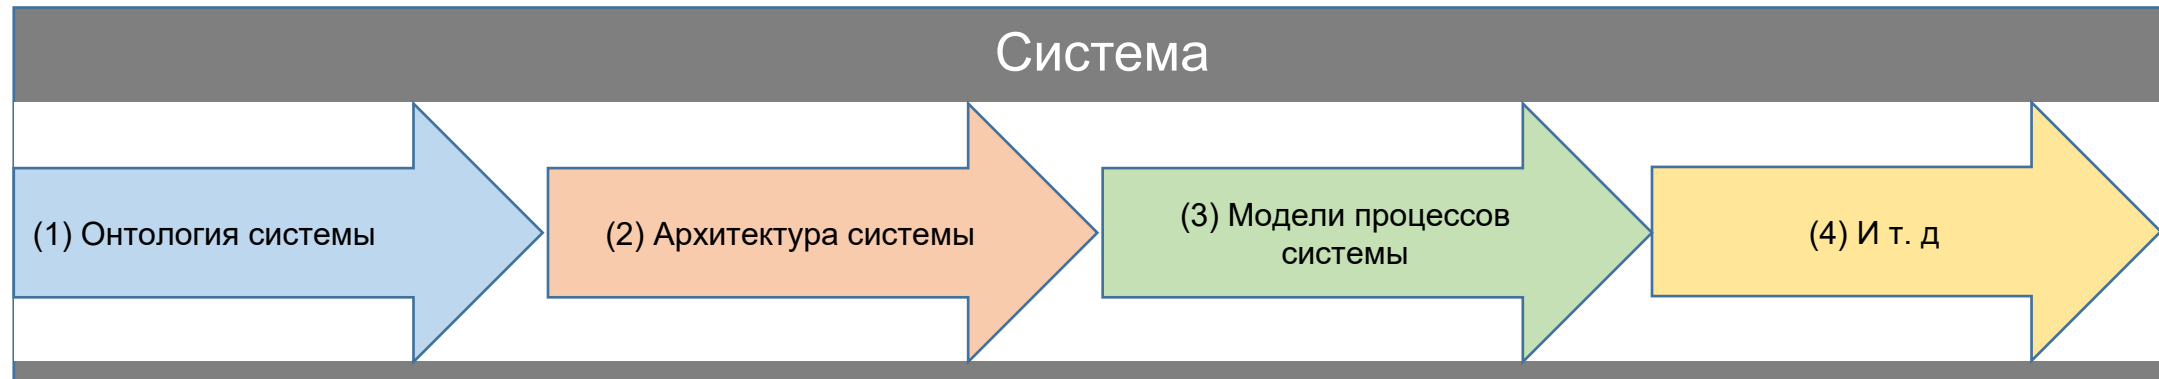 Система
(1) Онтология системы
(2) Архитектура системы
(3) Модели процессов
системы
(4) И т. д